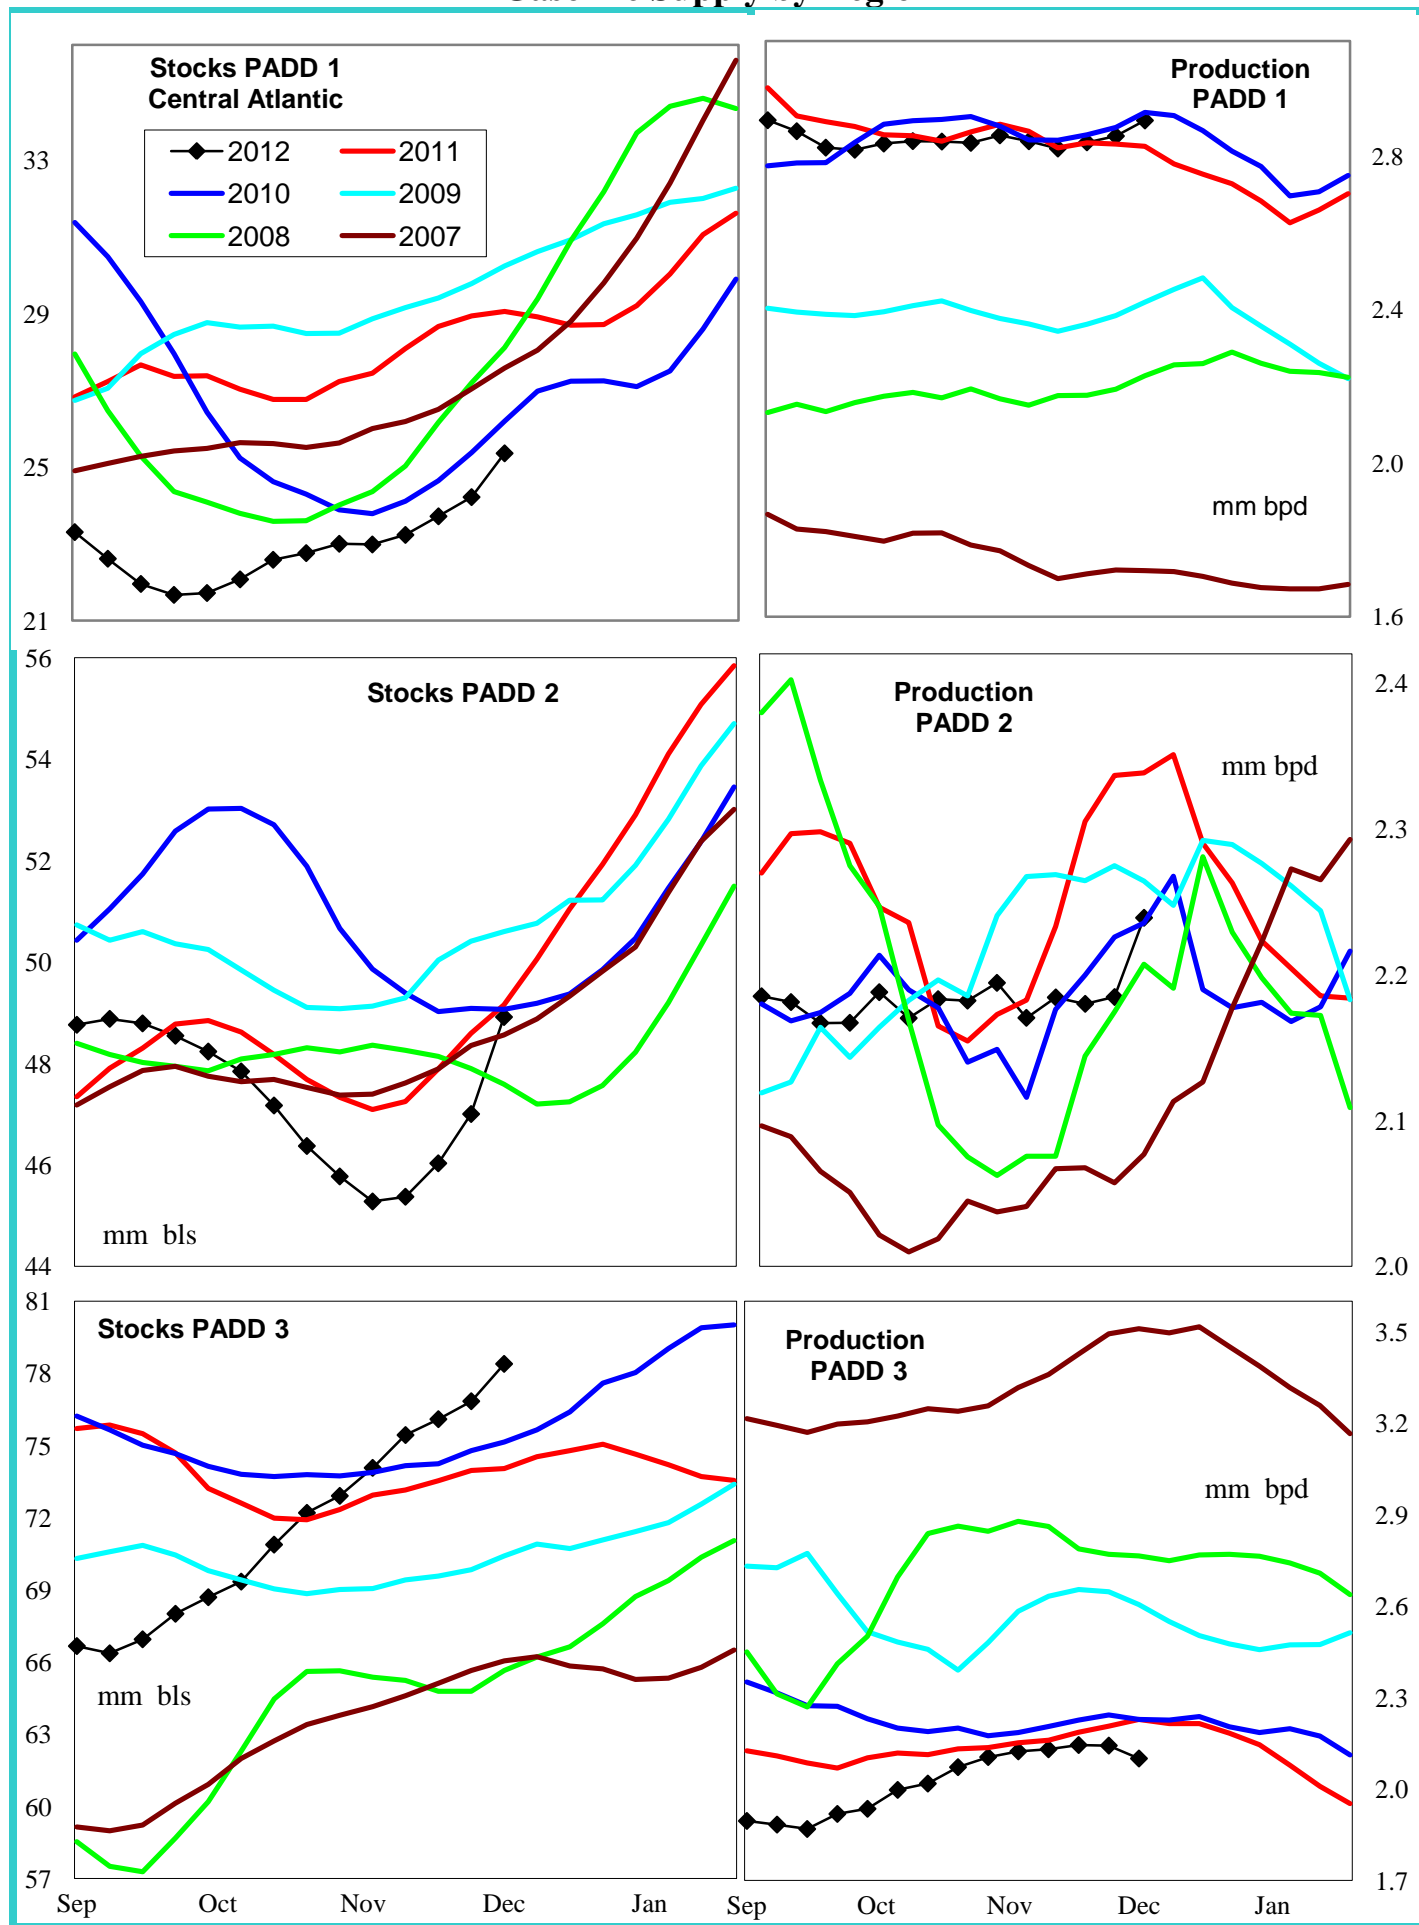 Stocks PADD 1
Central Atlantic
2012
2011
2010
2009
2008
2007
33
29
25
21
Production
PADD 1
mm bpd
2.8
2.4
2.0
1.6
56
54
52
50
48
46
44
Stocks PADD 2
mm bls
Production
PADD 2
mm bpd
2.4
2.3
2.2
2.1
2.0
81
78
75
72
69
66
63
60
57
Stocks PADD 3
mm bls
Sep Oct Nov Dec Jan
Production
PADD 3
mm bpd
3.5
3.2
2.9
2.6
2.3
2.0
1.7
Sep Oct Nov Dec Jan